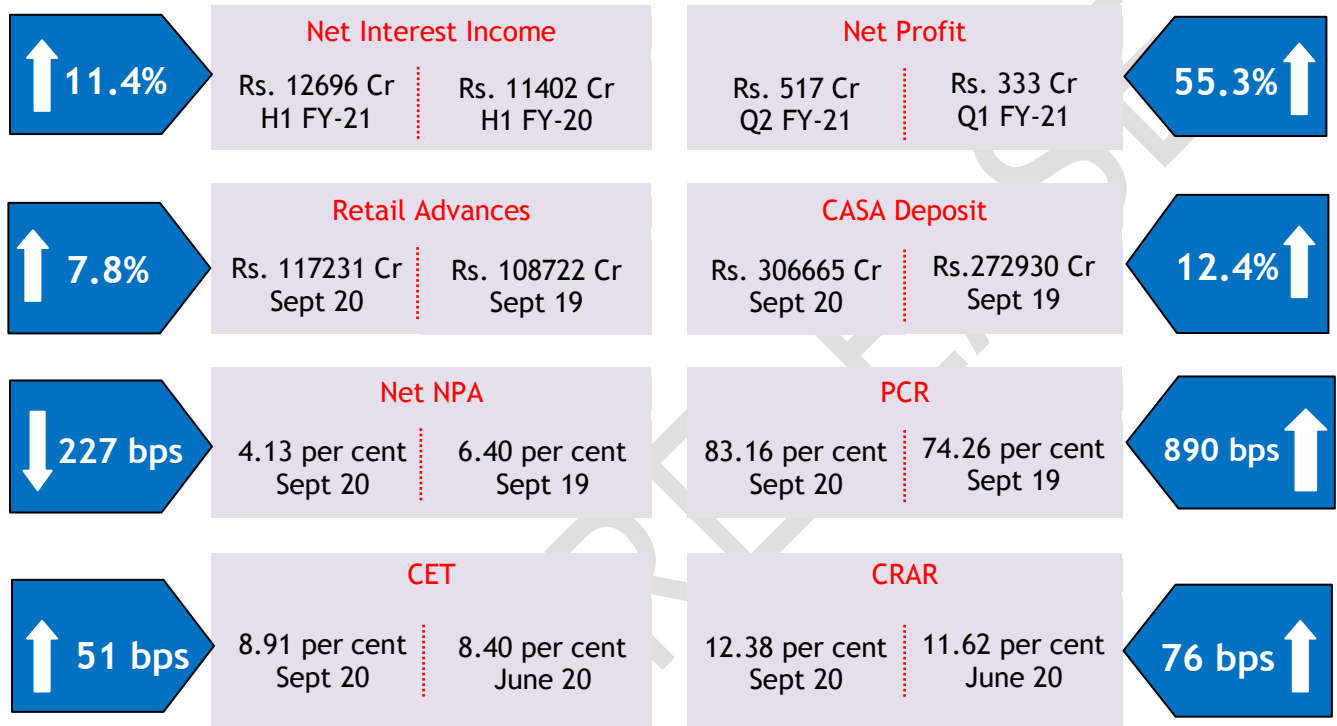 Net Interest Income
11.4%
Rs. 12696 Cr
H1 FY-21
Rs. 11402 Cr
H1 FY-20
Net Profit
Rs. 517 Cr
Q2 FY-21
Rs. 333 Cr
Q1 FY-21
55.3%
Retail Advances
7.8%
Rs. 117231 Cr
Sept 20
Rs. 108722 Cr
Sept 19
CASA Deposit
Rs. 306665 Cr
Sept 20
Rs.272930 Cr
Sept 19
12.4%
Net NPA
227 bps
4.13 per cent
Sept 20
6.40 per cent
Sept 19
PCR
83.16 per cent
Sept 20
74.26 per cent
Sept 19
890 bps
CET
51 bps
8.91 per cent
Sept 20
8.40 per cent
June 20
CRAR
12.38 per cent
Sept 20
11.62 per cent
June 20
76 bps